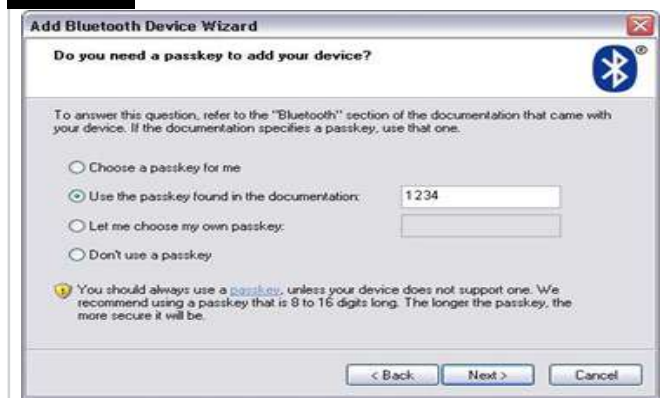 Add Bluetooth Device Wizard
Do you need a passkey to add your device?
®
To answer this question, refer to the "Bluetooth" section of the documentation that came with
your device. If the documentation specifies a passkey, use that one.
Choose a passkey for me
Use the passkey found in the documentation: 1234
Let me choose my own passkey:
Don't use a passkey
You should always use a passkey, unless your device does not support one. We
recommend using a passkey that is 8 to 16 digits long. The longer the passkey, the
more secure it will be.
< Back Next > Cancel